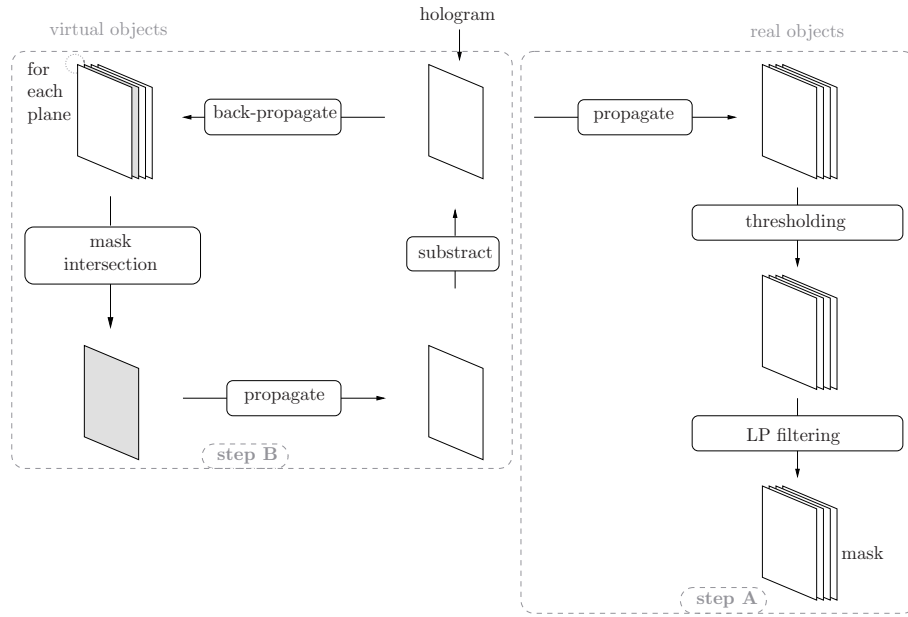 hologram
virtual objects
real objects
for
each
plane
back-propagate
propagate
mask
intersection
substract
thresholding
propagate
LP filtering
step B
mask
step A